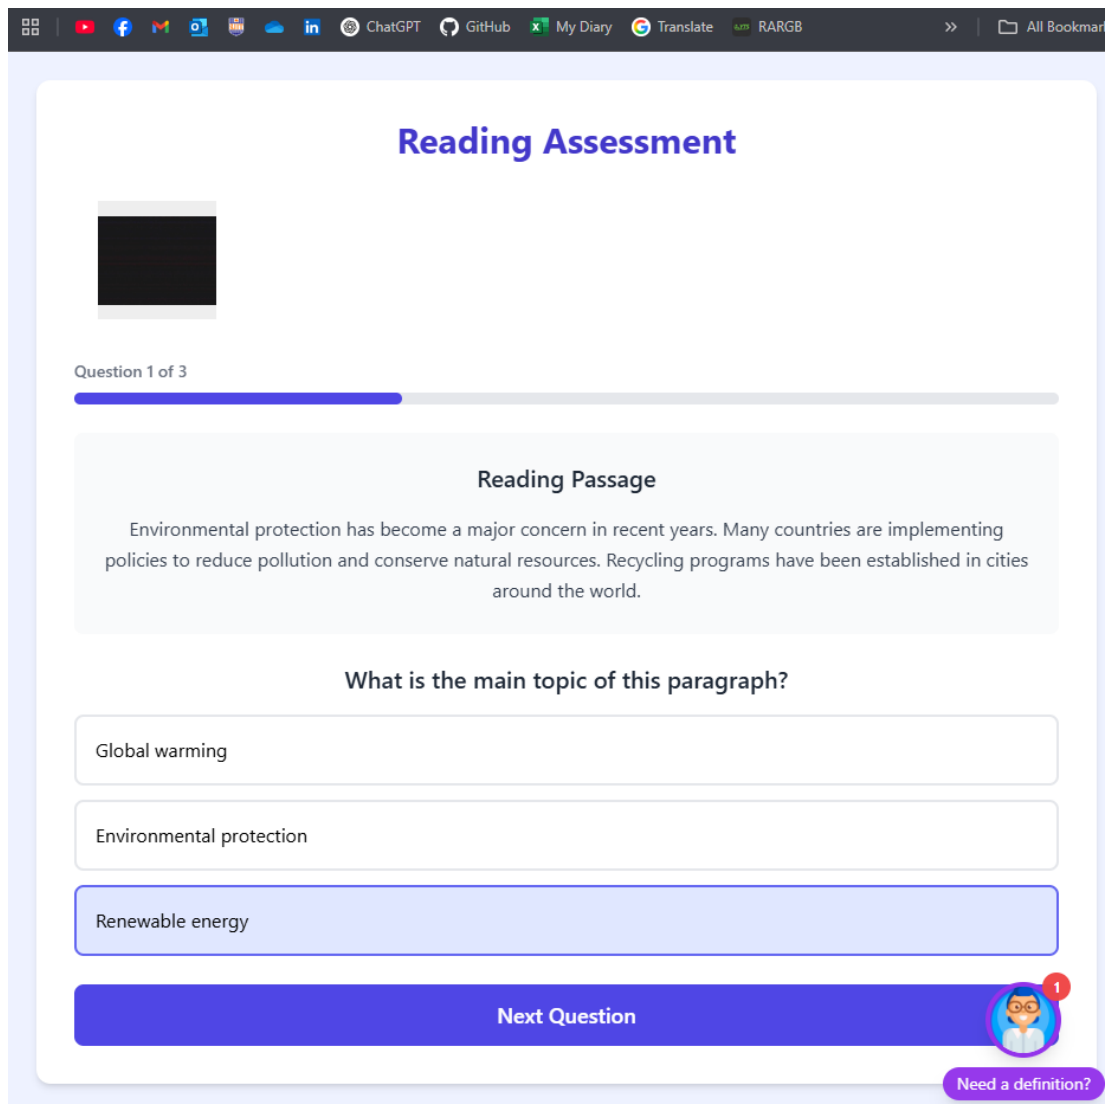 ChatGPT GitHub My Diary Translate RARGB » All Bookmar
Reading Assessment
Question 1 of 3
Reading Passage
Environmental protection has become a major concern in recent years. Many countries are implementing
policies to reduce pollution and conserve natural resources. Recycling programs have been established in cities
around the world.
What is the main topic of this paragraph?
Global warming
Environmental protection
Renewable energy
Next Question
1
Need a definition?